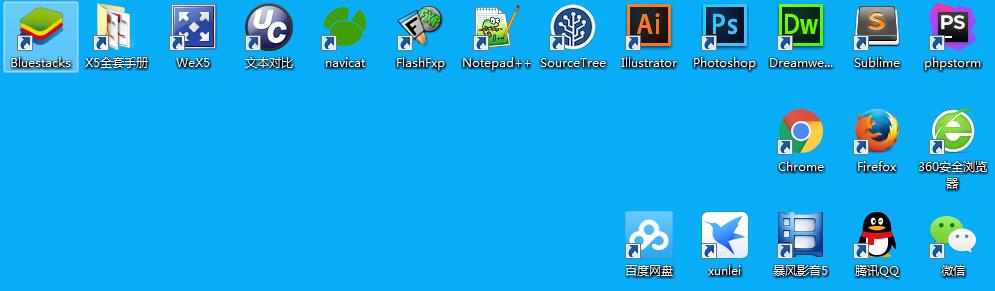 Bluestacks
X5全套手册
WeX5
UC
文本对比
navicat
FlashFxp
Notepad++
SourceTree
Ai
Illustrator
Ps
Photoshop
Dw
Dreamwe...
S
Sublime
PS
phpstorm
Chrome
Firefox
360安全浏览
器
百度网盘
xunlei
暴风影音5
腾讯QQ
微信